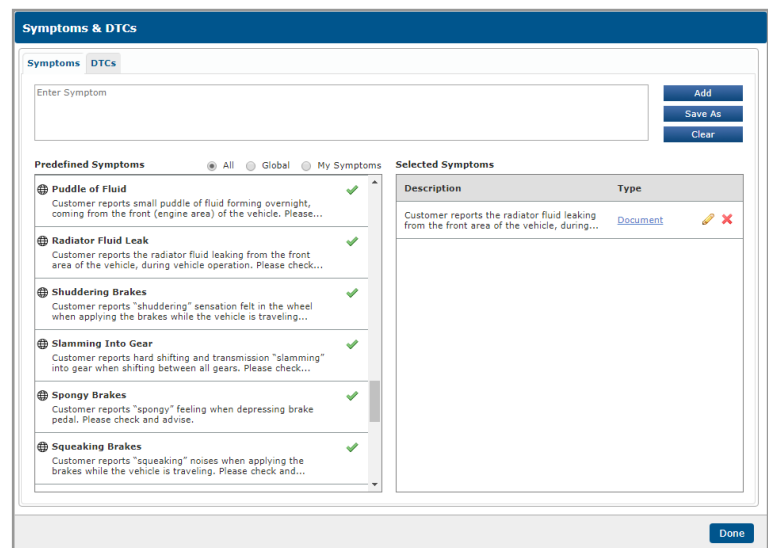 Symptoms & DTCs
Symptoms DTCs
Enter Symptom
Add
Save As
Clear
Predefined Symptoms All Global My Symptoms
Puddle of Fluid
Customer reports small puddle of fluid forming overnight,
coming from the front (engine area) of the vehicle. Please...
Radiator Fluid Leak
Customer reports the radiator fluid leaking from the front
area of the vehicle, during vehicle operation. Please check...
Shuddering Brakes
Customer reports “shuddering” sensation felt in the wheel
when applying the brakes while the vehicle is traveling...
Slamming Into Gear
Customer reports hard shifting and transmission “slamming”
into gear when shifting between all gears. Please check...
Spongy Brakes
Customer reports “spongy” feeling when depressing brake
pedal. Please check and advise.
Squeaking Brakes
Customer reports “squeaking” noises when applying the
brakes while the vehicle is traveling. Please check and...
Selected Symptoms
Description Type
Customer reports the radiator fluid leaking
from the front area of the vehicle, during...
Document
Done